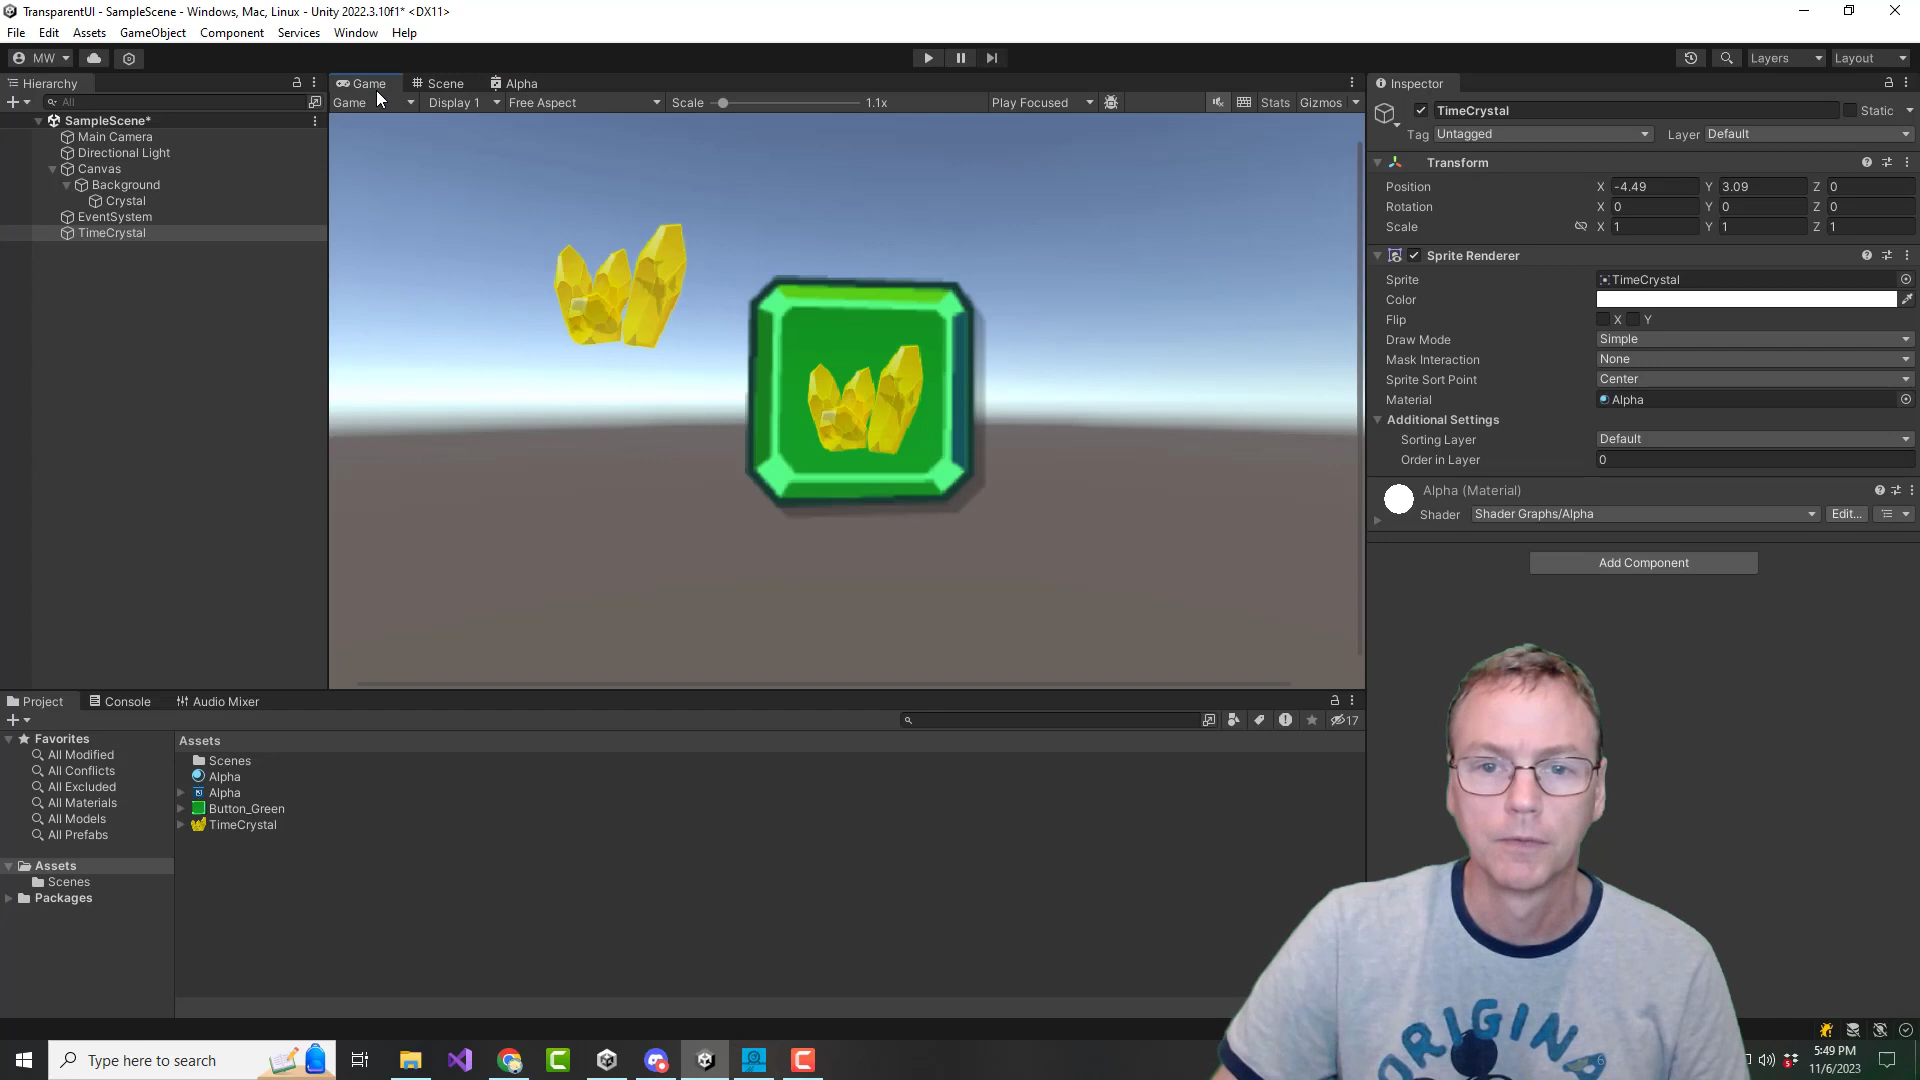 TransparentUI - SampleScene - Windows, Mac, Linux - Unity 2022.3.10f1* <DX11>
File Edit Assets GameObject Component Services Window Help
MW Layers Layout
Hierarchy
All
SampleScene*
Main Camera
Directional Light
Canvas
Background
Crystal
EventSystem
TimeCrystal
Game Scene Alpha
Game Display 1 Free Aspect Scale 1.1x Play Focused Stats Gizmos
Inspector
TimeCrystal Static
Tag Untagged Layer Default
Transform
Position X -4.49 Y 3.09 Z 0
Rotation X 0 Y 0 Z 0
Scale X 1 Y 1 Z 1
Sprite Renderer
Sprite TimeCrystal
Color
Flip X Y
Draw Mode Simple
Mask Interaction None
Sprite Sort Point Center
Material Alpha
Additional Settings
Sorting Layer Default
Order in Layer 0
Alpha (Material)
Shader Shader Graphs/Alpha Edit...
Add Component
Project Console Audio Mixer
17
Favorites
All Modified
All Conflicts
All Excluded
All Materials
All Models
All Prefabs
Assets
Scenes
Packages
Assets
Scenes
Alpha
Alpha
Button_Green
TimeCrystal
ORIGINA
Type here to search
5:49 PM
11/6/2023